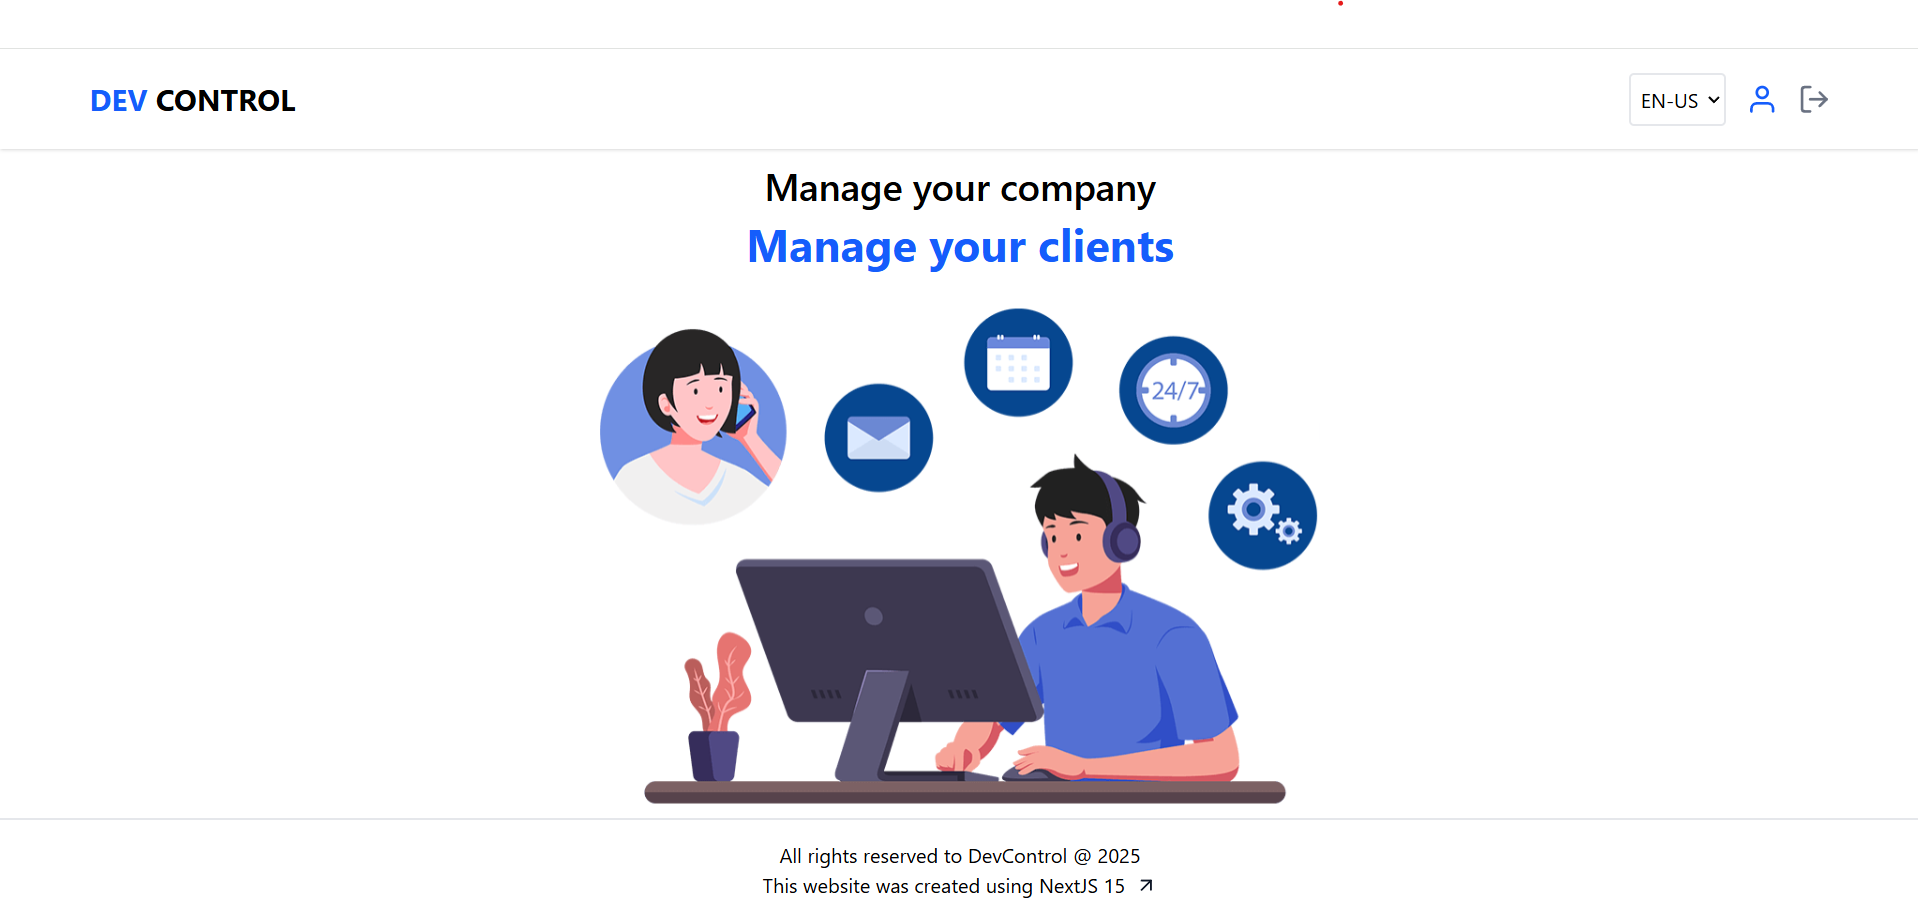 DEV CONTROL
EN-US
Manage your company
Manage your clients
24/7
All rights reserved to DevControl @ 2025
This website was created using NextJS 15